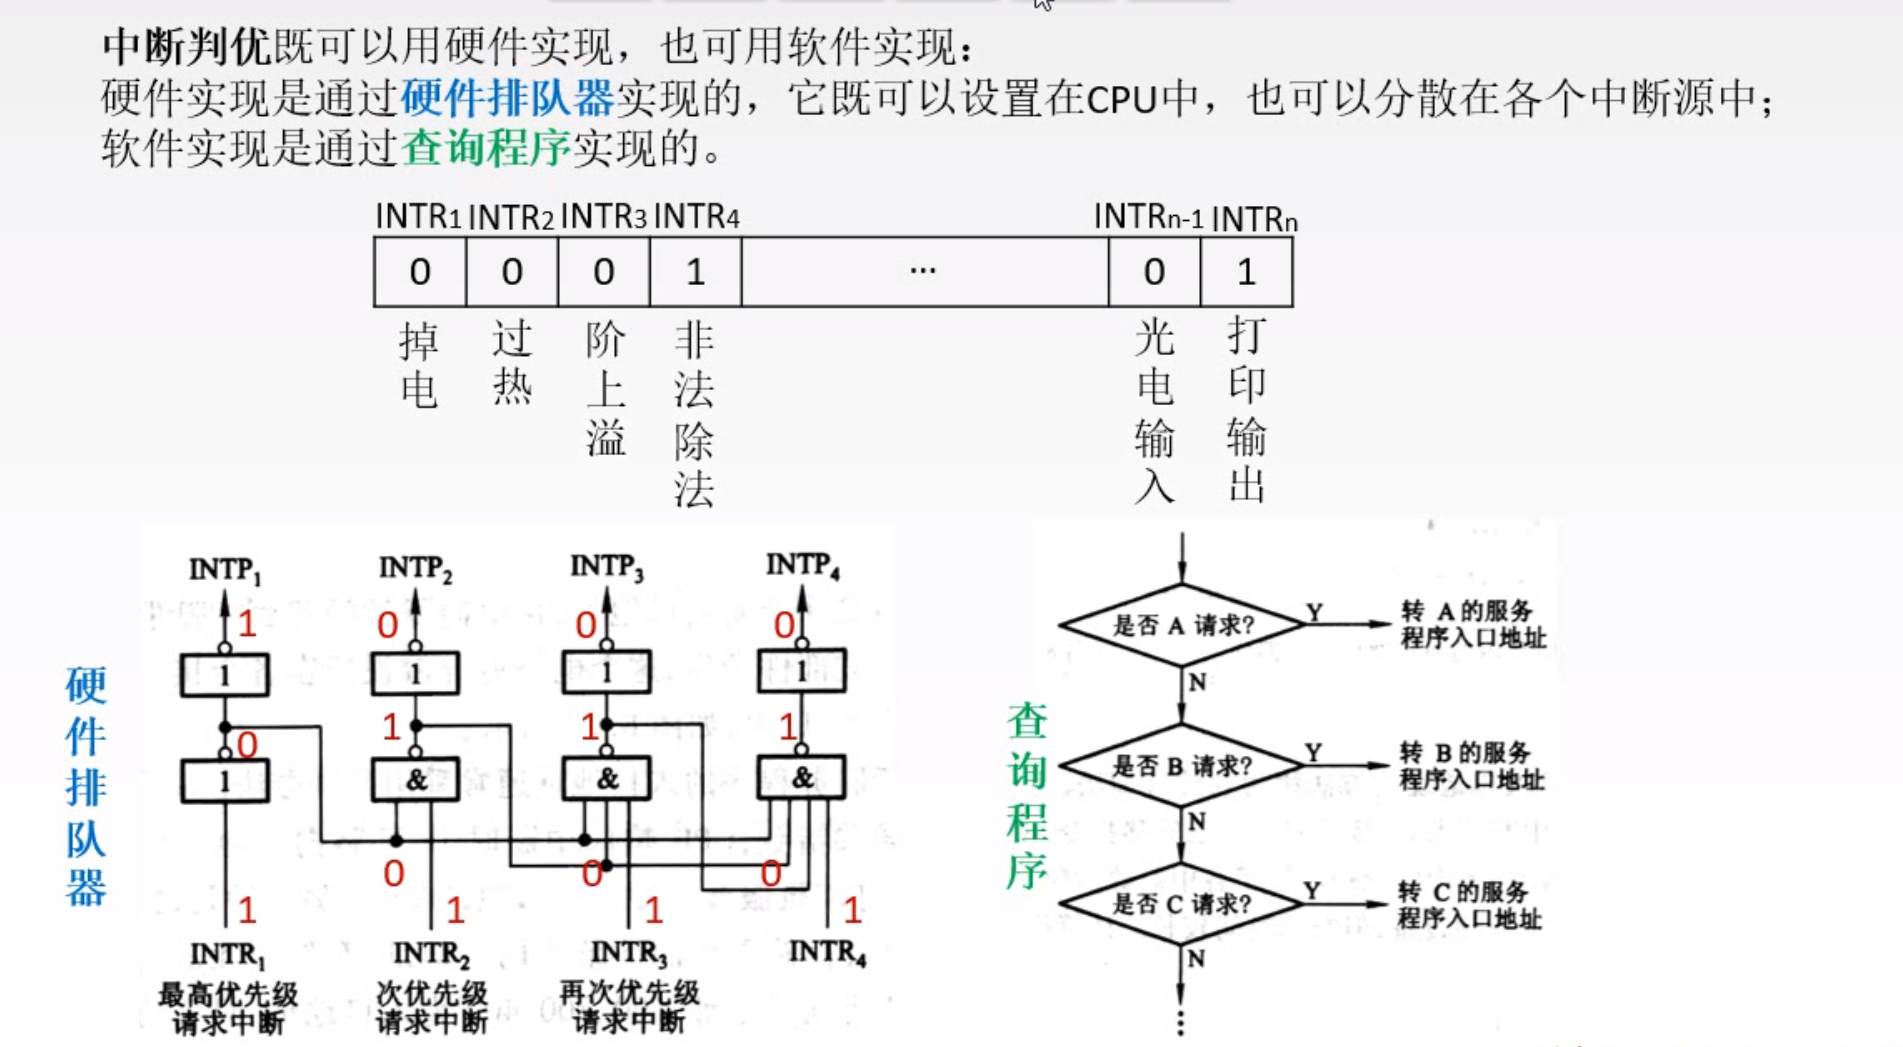 中断判优既可以用硬件实现，也可用软件实现：
硬件实现是通过硬件排队器实现的，它既可以设置在CPU中，也可以分散在各个中断源中；
软件实现是通过查询程序实现的。
INTR1 INTR2 INTR3 INTR4 INTRn-1 INTRn
0 0 0 1 ... 0 1
掉电 过热 阶上溢 非法除法 光电输入 打印输出
硬件排队器
INTP1 INTP2 INTP3 INTP4
1 0 0 0
1 1 1 1
0 1 1 1
1 & & &
0 0 0
1 1 1 1
INTR1 INTR2 INTR3 INTR4
最高优先级 次优先级 再次优先级
请求中断 请求中断 请求中断
查询程序
是否 A 请求? Y 转 A 的服务
程序入口地址
N
是否 B 请求? Y 转 B 的服务
程序入口地址
N
是否 C 请求? Y 转 C 的服务
程序入口地址
N
⋮